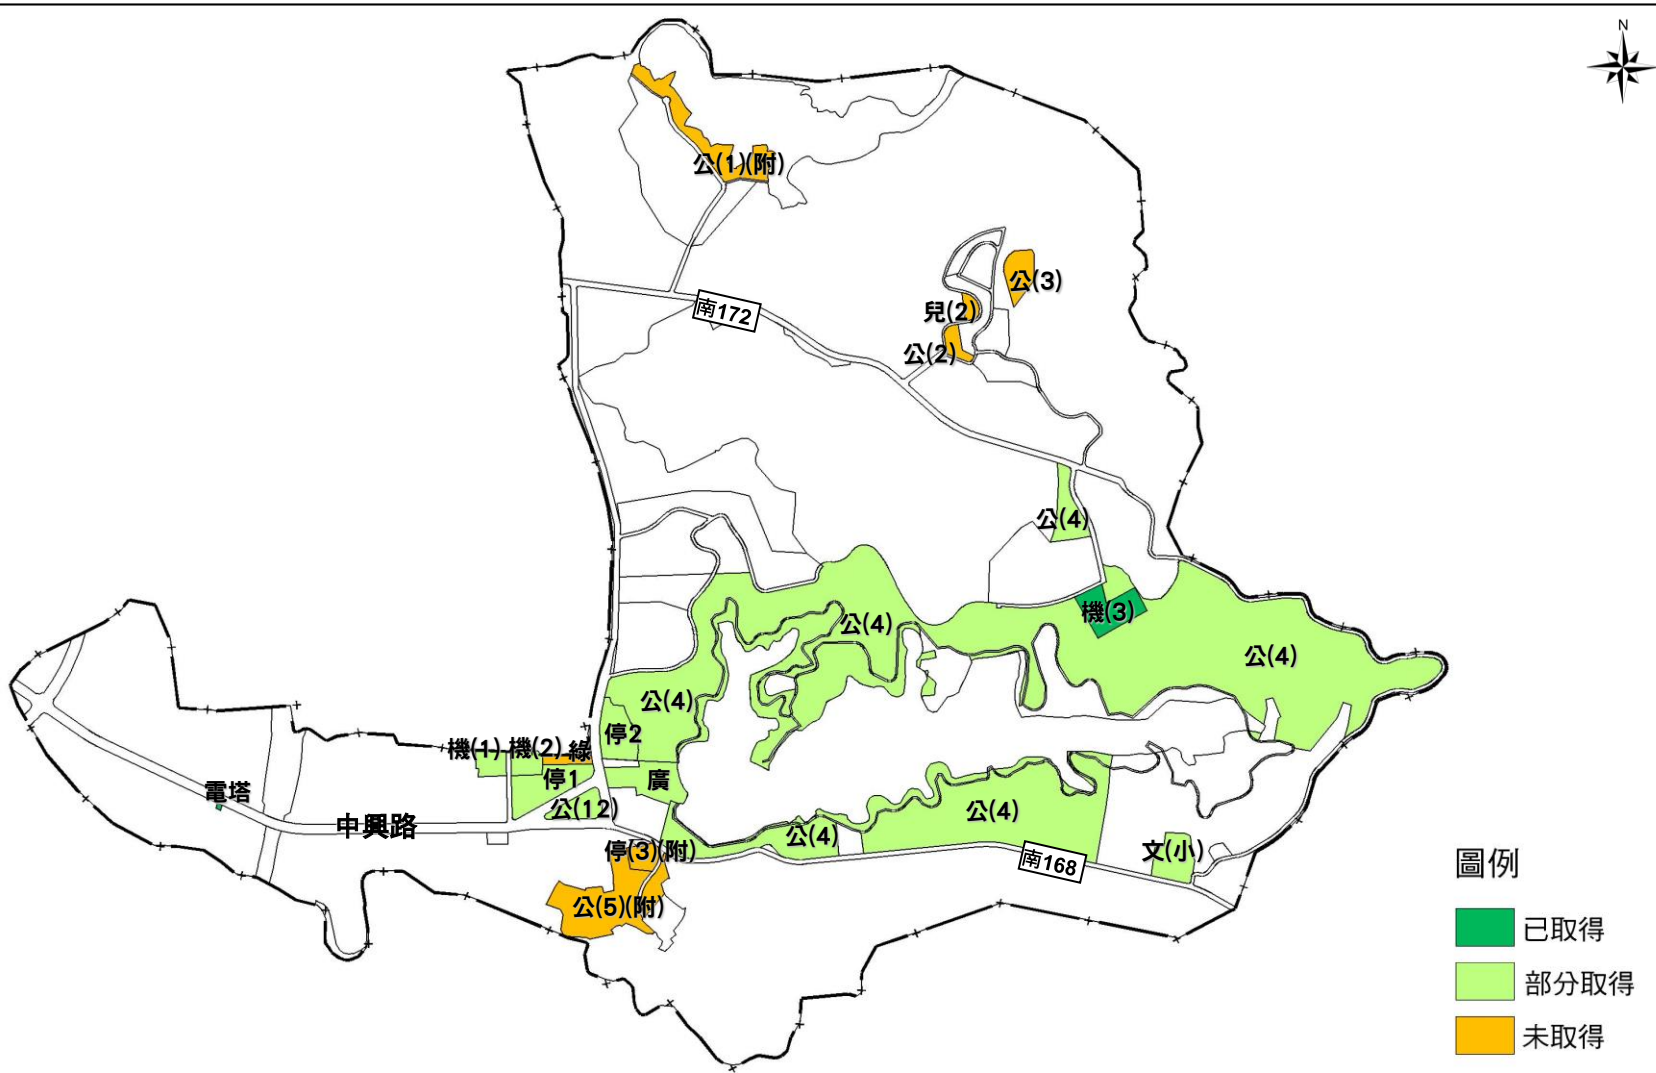 N
公(1)(附)
公(3)
南172
兒(2)
公(2)
公(4)
機(3)
公(4)
公(4)
公(4)
停2
機(1)
機(2)
綠
停1
廣
電塔
公(12)
公(4)
中興路
公(4)
停(3)(附)
文(小)
南168
公(5)(附)
圖例
已取得
部分取得
未取得